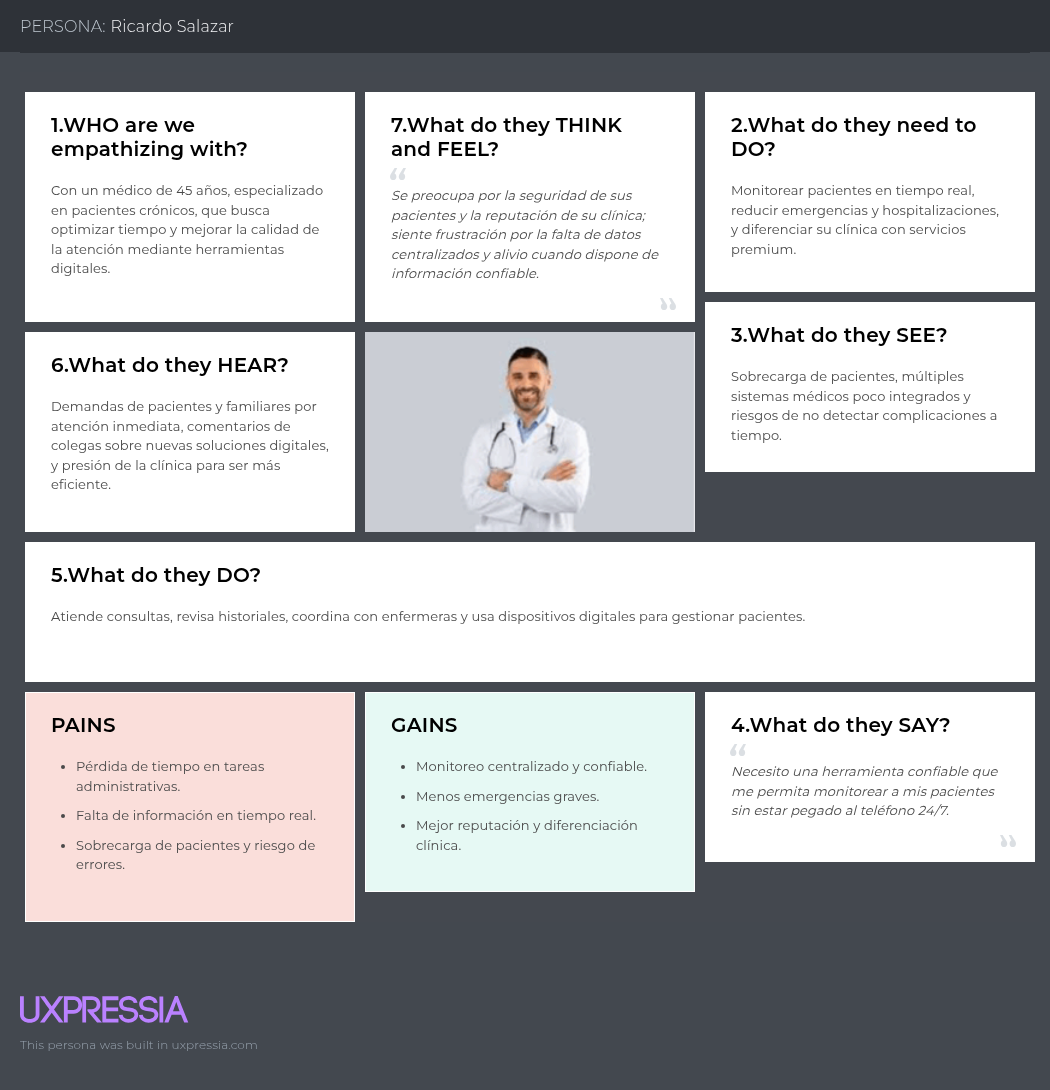 PERSONA: Ricardo Salazar
1.WHO are we
empathizing with?
Con un médico de 45 años, especializado
en pacientes crónicos, que busca
optimizar tiempo y mejorar la calidad de
la atención mediante herramientas
digitales.
7.What do they THINK
and FEEL?
“
Se preocupa por la seguridad de sus
pacientes y la reputación de su clínica;
siente frustración por la falta de datos
centralizados y alivio cuando dispone de
información confiable.
”
2.What do they need to
DO?
Monitorear pacientes en tiempo real,
reducir emergencias y hospitalizaciones,
y diferenciar su clínica con servicios
premium.
6.What do they HEAR?
Demandas de pacientes y familiares por
atención inmediata, comentarios de
colegas sobre nuevas soluciones digitales,
y presión de la clínica para ser más
eficiente.
3.What do they SEE?
Sobrecarga de pacientes, múltiples
sistemas médicos poco integrados y
riesgos de no detectar complicaciones a
tiempo.
5.What do they DO?
Atiende consultas, revisa historiales, coordina con enfermeras y usa dispositivos digitales para gestionar pacientes.
PAINS
• Pérdida de tiempo en tareas
administrativas.
• Falta de información en tiempo real.
• Sobrecarga de pacientes y riesgo de
errores.
GAINS
• Monitoreo centralizado y confiable.
• Menos emergencias graves.
• Mejor reputación y diferenciación
clínica.
4.What do they SAY?
“
Necesito una herramienta confiable que
me permita monitorear a mis pacientes
sin estar pegado al teléfono 24/7.
”
UXPRESSIA
This persona was built in uxpressia.com